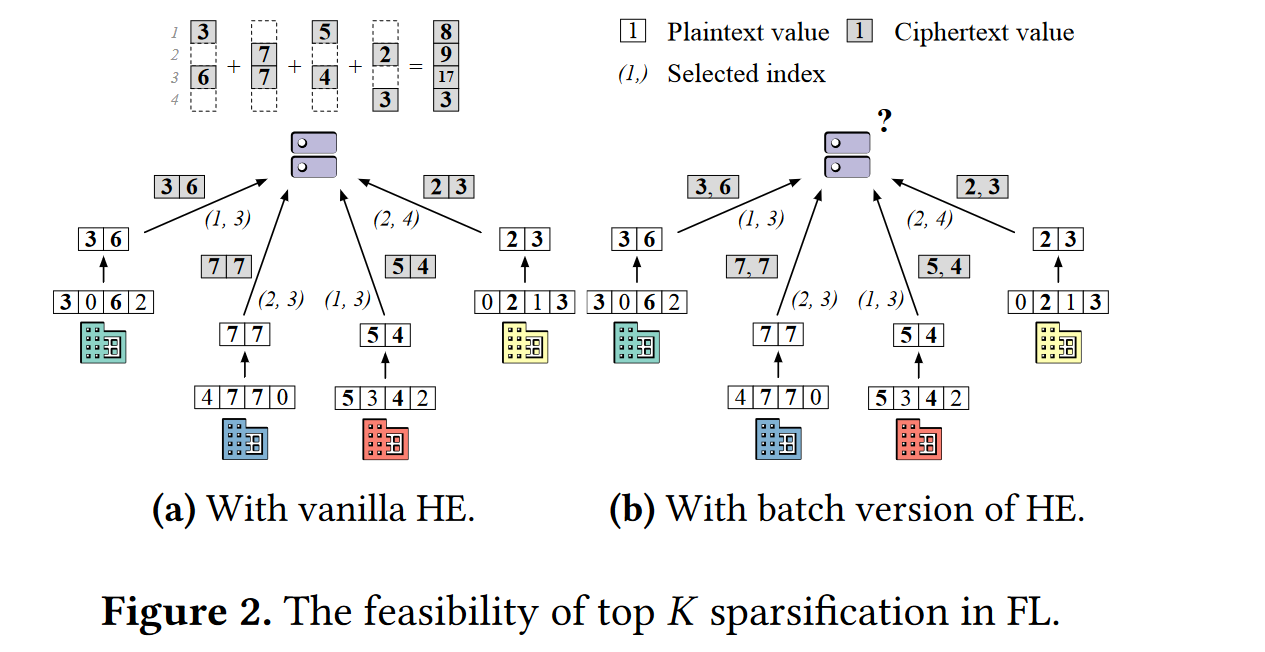 1 3 5 8
2 7 2 9
3 6 + 7 + 4 + = 17
4 3 3
1 Plaintext value 1 Ciphertext value
(1,) Selected index
?
3 6 2 3 3, 6 2, 3
(1, 3) (2, 4) (1, 3) (2, 4)
3 6 2 3 3 6 2 3
7 7 5 4 7, 7 5, 4
3 0 6 2 (2, 3) (1, 3) 0 2 1 3 3 0 6 2 (2, 3) (1, 3) 0 2 1 3
7 7 5 4 7 7 5 4
4 7 7 0 5 3 4 2 4 7 7 0 5 3 4 2
(a) With vanilla HE. (b) With batch version of HE.
Figure 2. The feasibility of top K sparsification in FL.